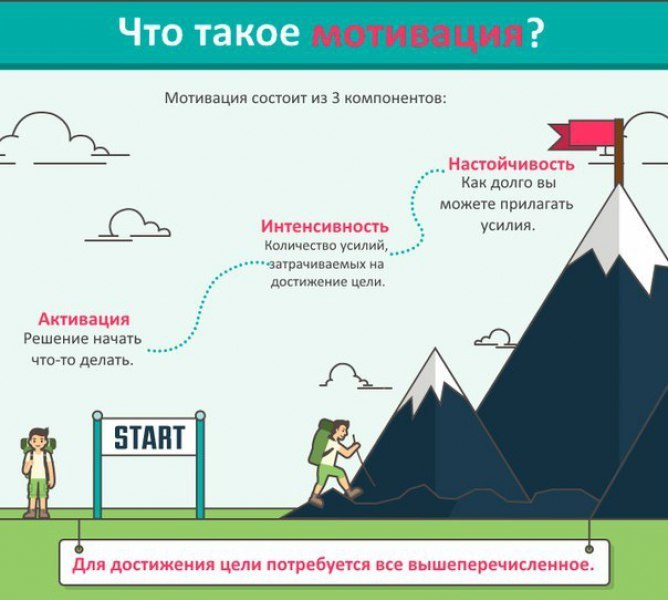 Что такое мотивация?
Мотивация состоит из 3 компонентов:
Настойчивость
Как долго вы
можете прилагать
усилия.
Интенсивность
Количество усилий,
затрачиваемых на
достижение цели.
Активация
Решение начать
что-то делать.
START
Для достижения цели потребуется все вышеперечисленное.